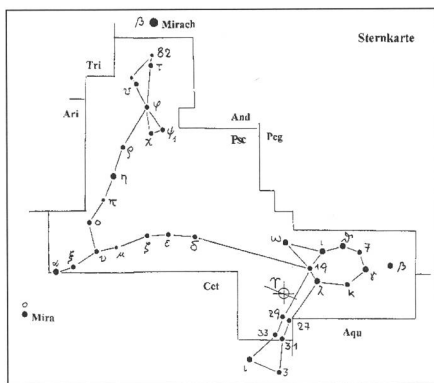 β Mirach
Sternkarte
82
τ
Tri
υ
φ
Ari
χ ψ1
And
Psc
Peg
ρ
η
π
ο
ω
ι ϑ
7
ν μ ζ ε δ
19
β
α ξ
γ
λ
κ
Cet
ϒ
ο
Mira
29
27
Aqu
33
31
ι
3